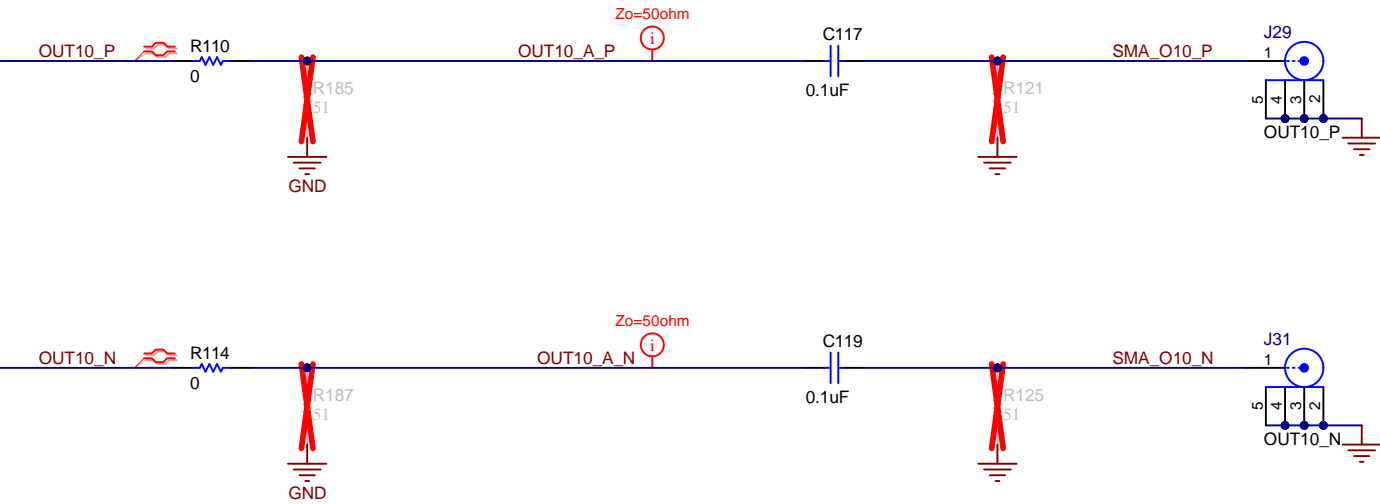 Zo=50ohm
OUT10_P
R110
0
OUT10_A_P
C117
0.1uF
SMA_O10_P
J29
1
R185
51
R121
51
5
4
3
2
OUT10_P
GND
Zo=50ohm
OUT10_N
R114
0
OUT10_A_N
C119
0.1uF
SMA_O10_N
J31
1
R187
51
R125
51
5
4
3
2
OUT10_N
GND